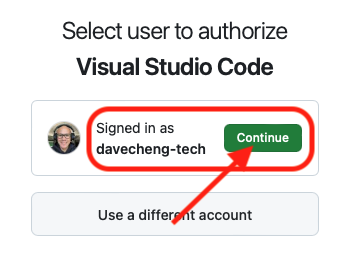 Select user to authorize
Visual Studio Code
Signed in as
davecheng-tech
Continue
Use a different account